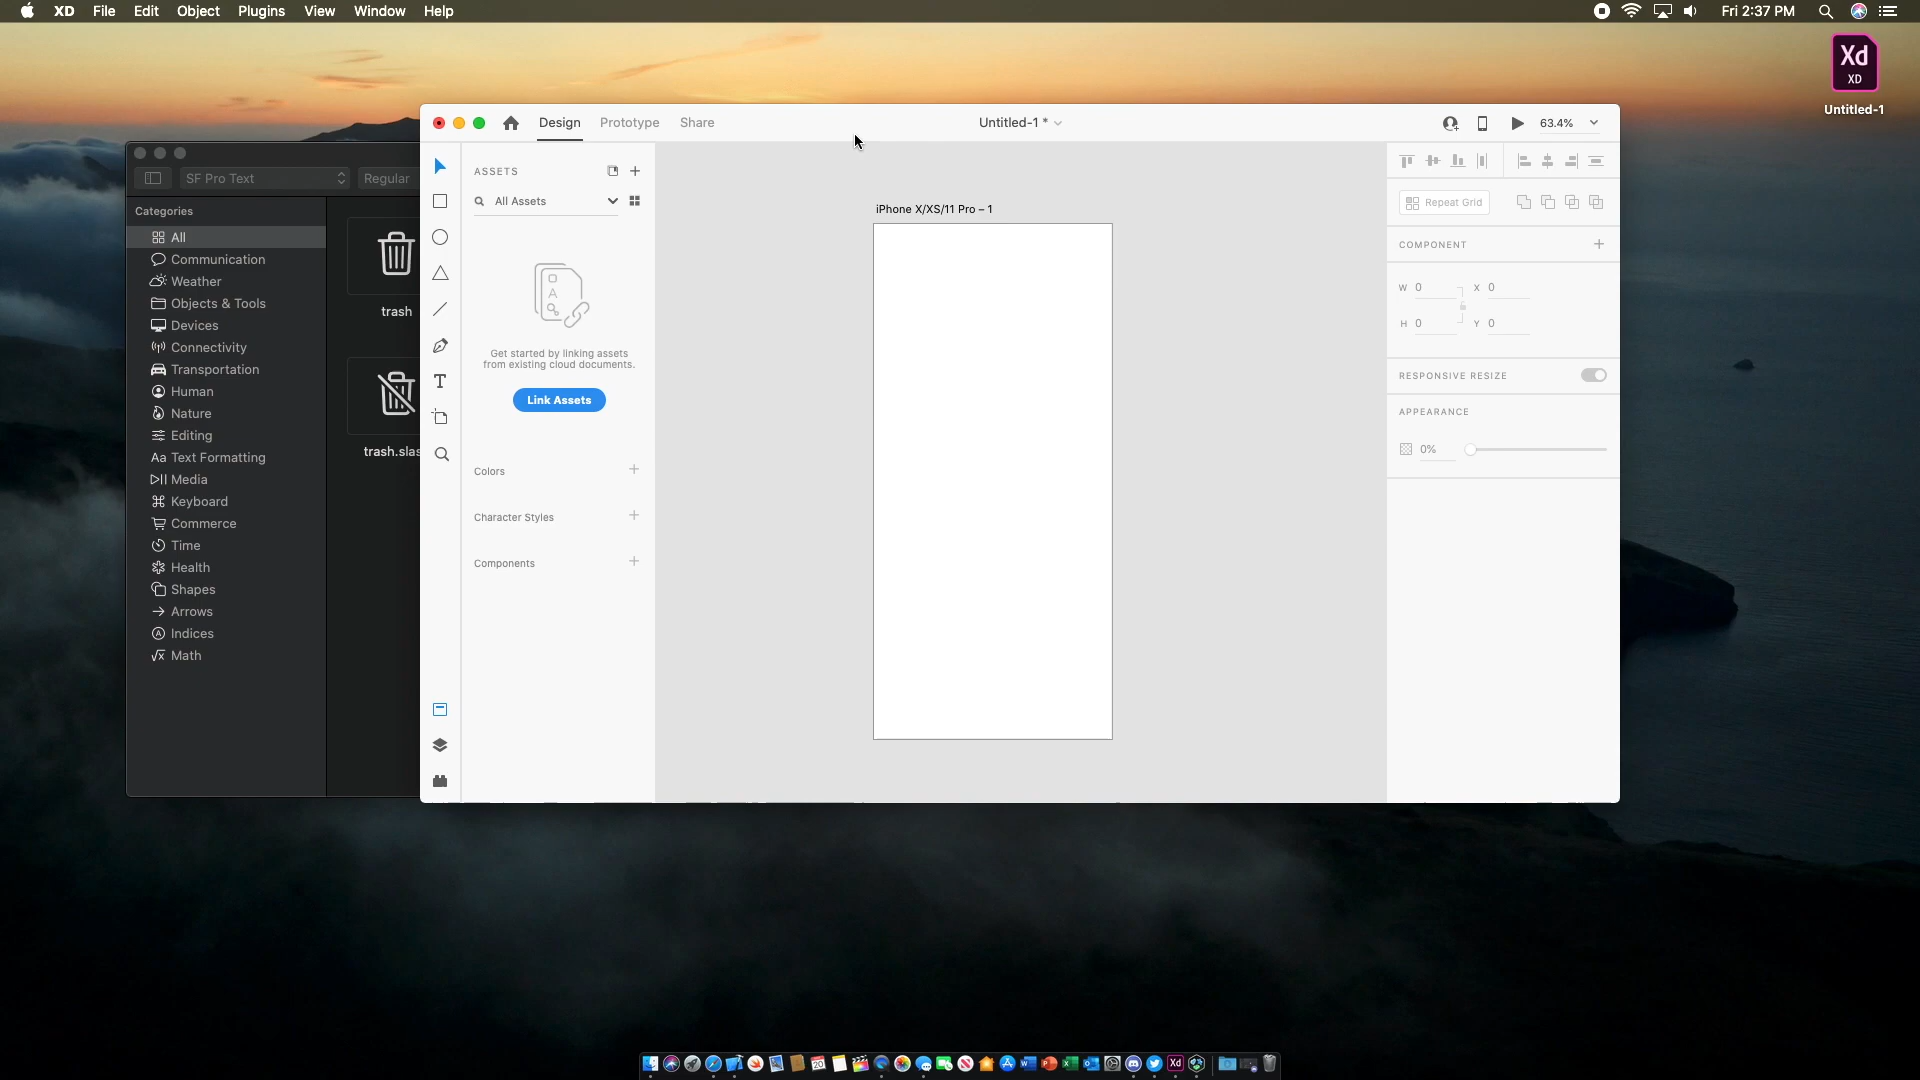 XD File Edit Object Plugins View Window Help
Fri 2:37 PM
Xd
XD
Untitled-1
Design Prototype Share
Untitled-1 *
63.4%
SF Pro Text
Regular
Categories
All
Communication
Weather
Objects & Tools
Devices
Connectivity
Transportation
Human
Nature
Editing
Aa Text Formatting
Media
Keyboard
Commerce
Time
Health
Shapes
Arrows
Indices
Math
trash
trash.slas
ASSETS
All Assets
Get started by linking assets
from existing cloud documents.
Link Assets
Colors
Character Styles
Components
iPhone X/XS/11 Pro – 1
Repeat Grid
COMPONENT
W 0 X 0
H 0 Y 0
RESPONSIVE RESIZE
APPEARANCE
0%
20
Xd